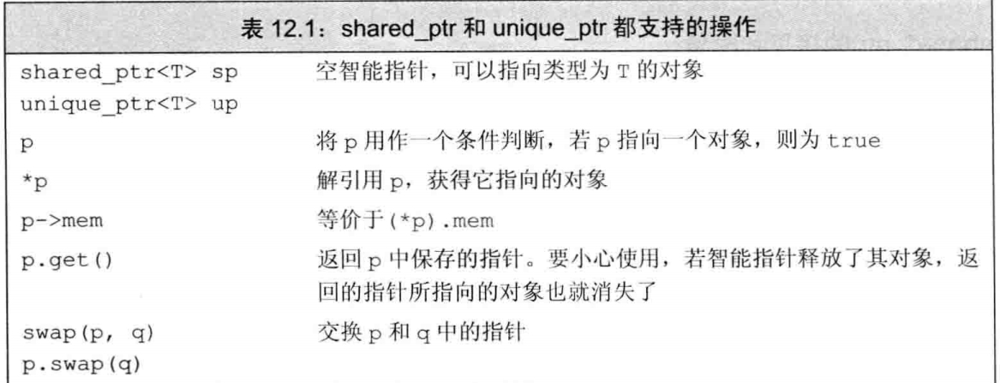 表 12.1：shared_ptr 和 unique_ptr 都支持的操作
shared_ptr<T> sp 空智能指针，可以指向类型为 T 的对象
unique_ptr<T> up
p 将 p 用作一个条件判断，若 p 指向一个对象，则为 true
*p 解引用 p，获得它指向的对象
p->mem 等价于(*p).mem
p.get() 返回 p 中保存的指针。要小心使用，若智能指针释放了其对象，返
回的指针所指向的对象也就消失了
swap(p, q) 交换 p 和 q 中的指针
p.swap(q)